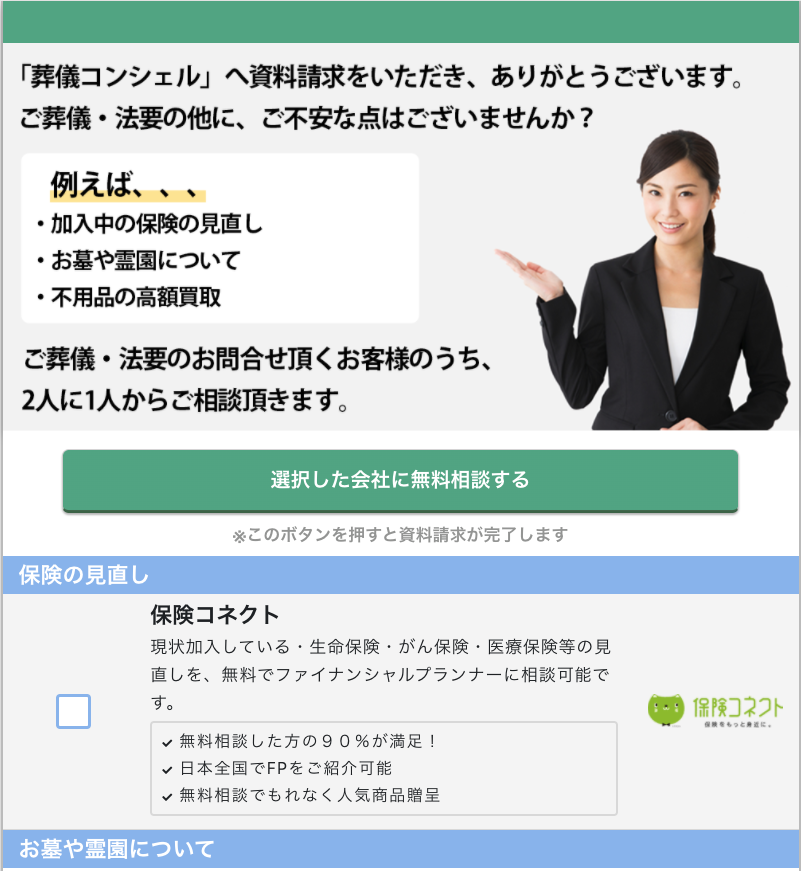 「葬儀コンシェル」へ資料請求をいただき、ありがとうございます。
ご葬儀・法要の他に、ご不安な点はございませんか？
例えば、、、
・加入中の保険の見直し
・お墓や霊園について
・不用品の高額買取
ご葬儀・法要のお問合せ頂くお客様のうち、
2人に1人からご相談頂きます。
選択した会社に無料相談する
※このボタンを押すと資料請求が完了します
保険の見直し
保険コネクト
現状加入している・生命保険・がん保険・医療保険等の見
直しを、無料でファイナンシャルプランナーに相談可能で
す。
保険コネクト
保険をもっと身近に。
✓ 無料相談した方の９０％が満足！
✓ 日本全国でFPをご紹介可能
✓ 無料相談でもれなく人気商品贈呈
お墓や霊園について